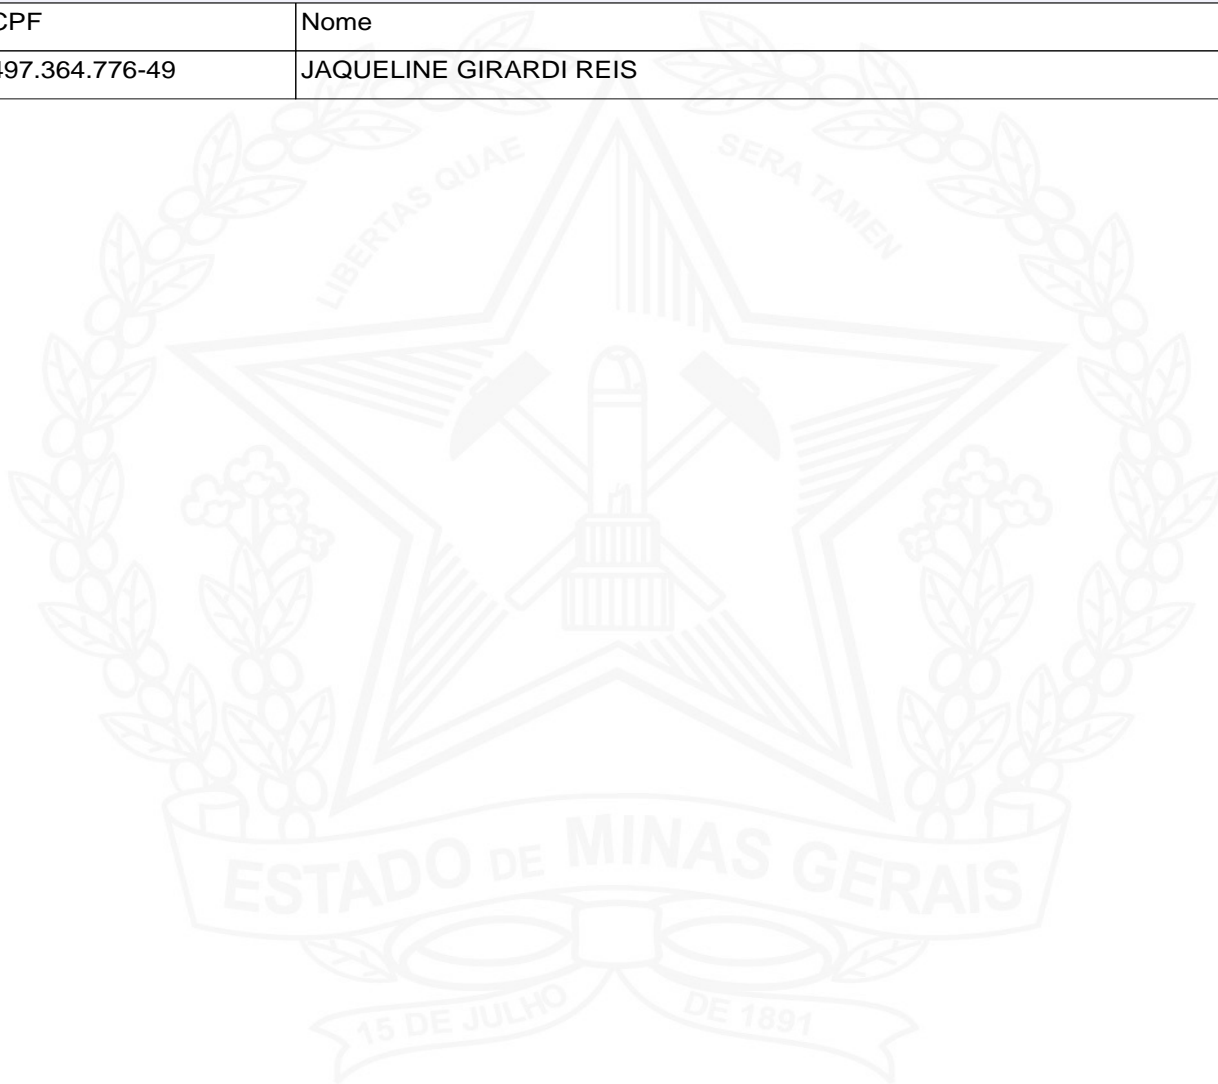 CPF Nome
497.364.776-49 JAQUELINE GIRARDI REIS
LIBERTAS QUAE SERA TAMEN
ESTADO DE MINAS GERAIS
15 DE JULHO DE 1891